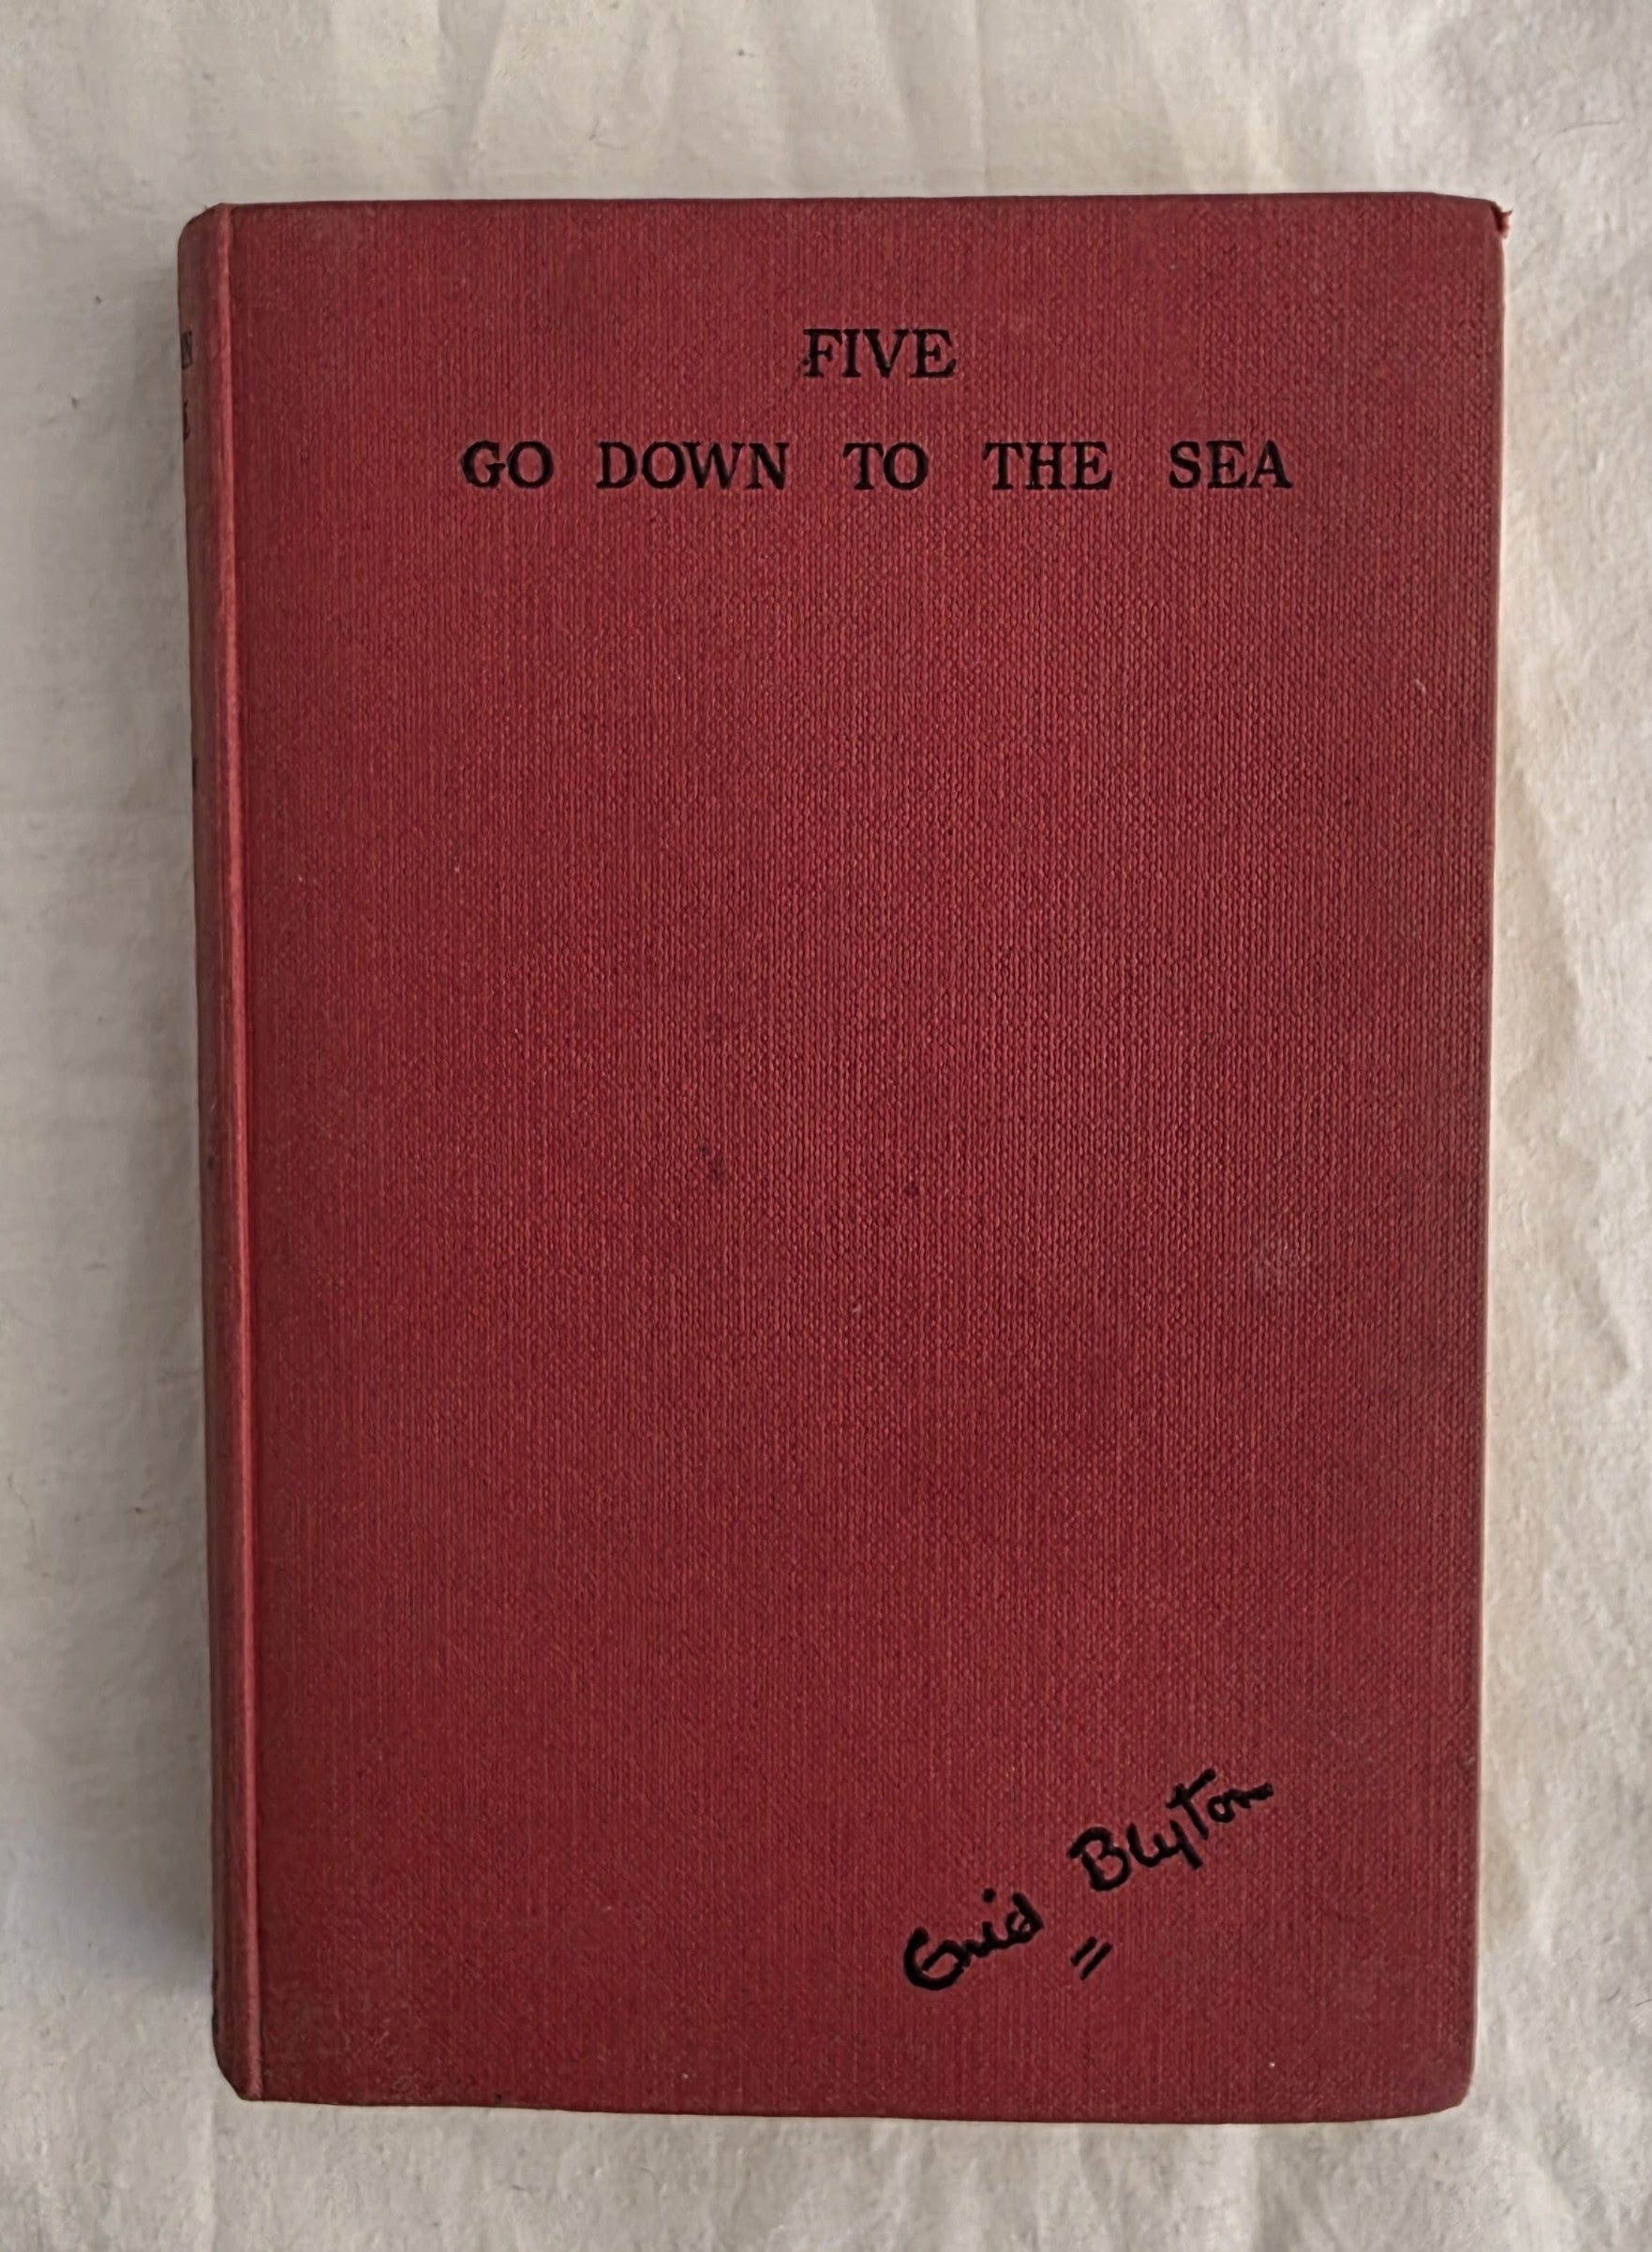 FIVE
GO DOWN TO THE SEA
Enid Blyton